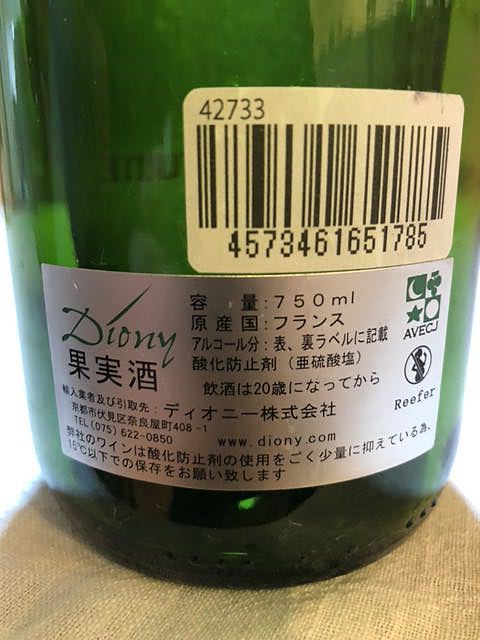 42733
4573461651785
Diony
果実酒
容 量:750ml
原産国:フランス
アルコール分:表、裏ラベルに記載
酸化防止剤(亜硫酸塩)
飲酒は20歳になってから
AVECJ
Reefer
輸入業者及び引取先:ディオニー株式会社
京都市伏見区奈良屋町408-1
TEL(075)622-0850
www.diony.com
弊社のワインは酸化防止剤の使用をごく少量に抑えている為、
16℃以下での保存をお願い致します